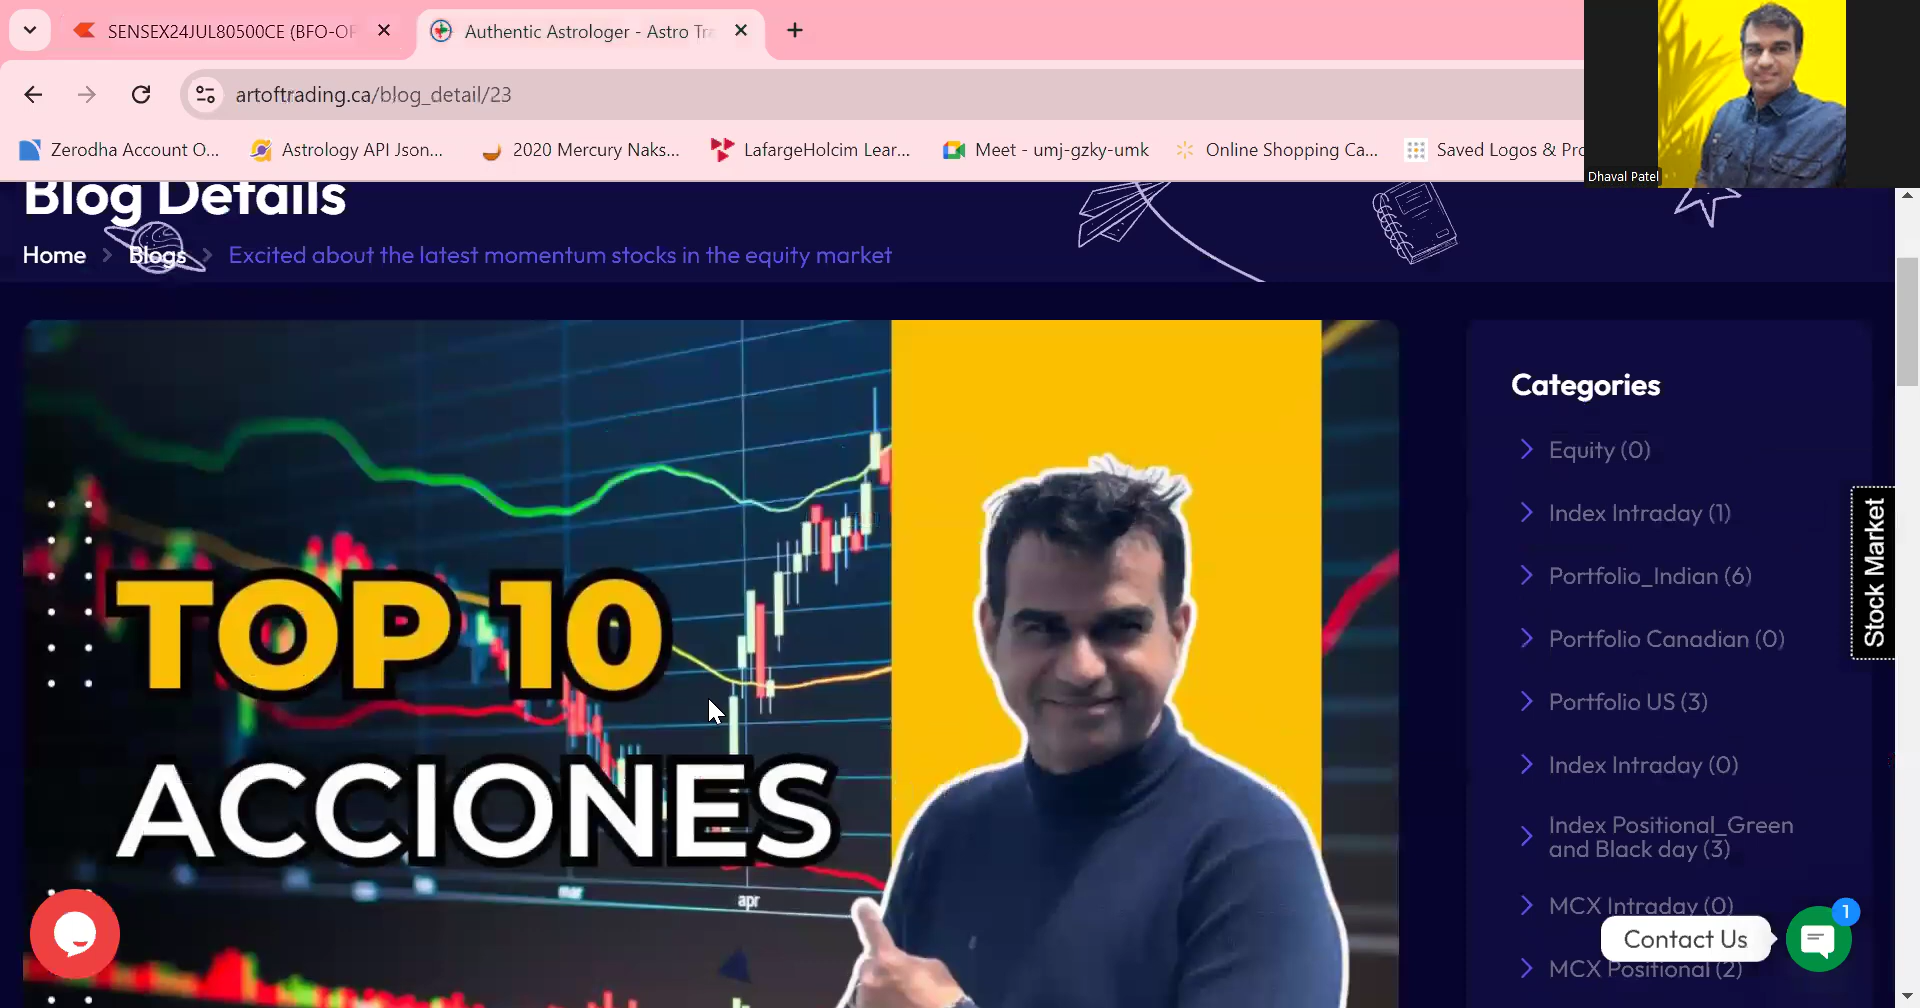 SENSEX24JUL80500CE (BFO-OP
Authentic Astrologer - Astro Tra
artoftrading.ca/blog_detail/23
Zerodha Account O...
Astrology API Json...
2020 Mercury Naks...
LafargeHolcim Lear...
Meet - umj-gzky-umk
Online Shopping Ca...
Saved Logos & Pro
Dhaval Patel
Blog Details
Home
Blogs
Excited about the latest momentum stocks in the equity market
TOP 10
ACCIONES
mar
apr
Categories
Equity (0)
Index Intraday (1)
Portfolio_Indian (6)
Portfolio Canadian (0)
Portfolio US (3)
Index Intraday (0)
Index Positional_Green
and Black day (3)
MCX Intraday (0)
MCX Positional (2)
Stock Market
Contact Us
1